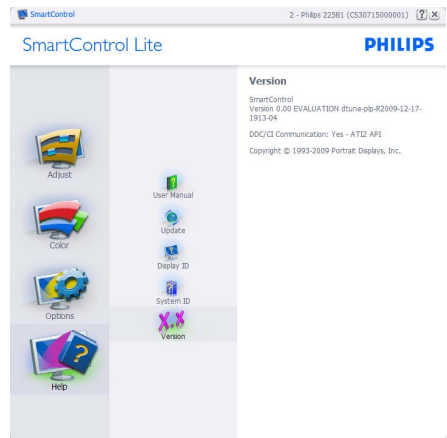 SmartControl
2 - Philips 225B1 (CS30715000001)
SmartControl Lite
PHILIPS
Adjust
Color
Options
Help
User Manual
Update
Display ID
System ID
X.X
Version
Version
SmartControl
Version 0.00 EVALUATION dtune-plp-R2009-12-17-
1913-04
DDC/CI Communication: Yes - ATI2 API
Copyright © 1993-2009 Portrait Displays, Inc.